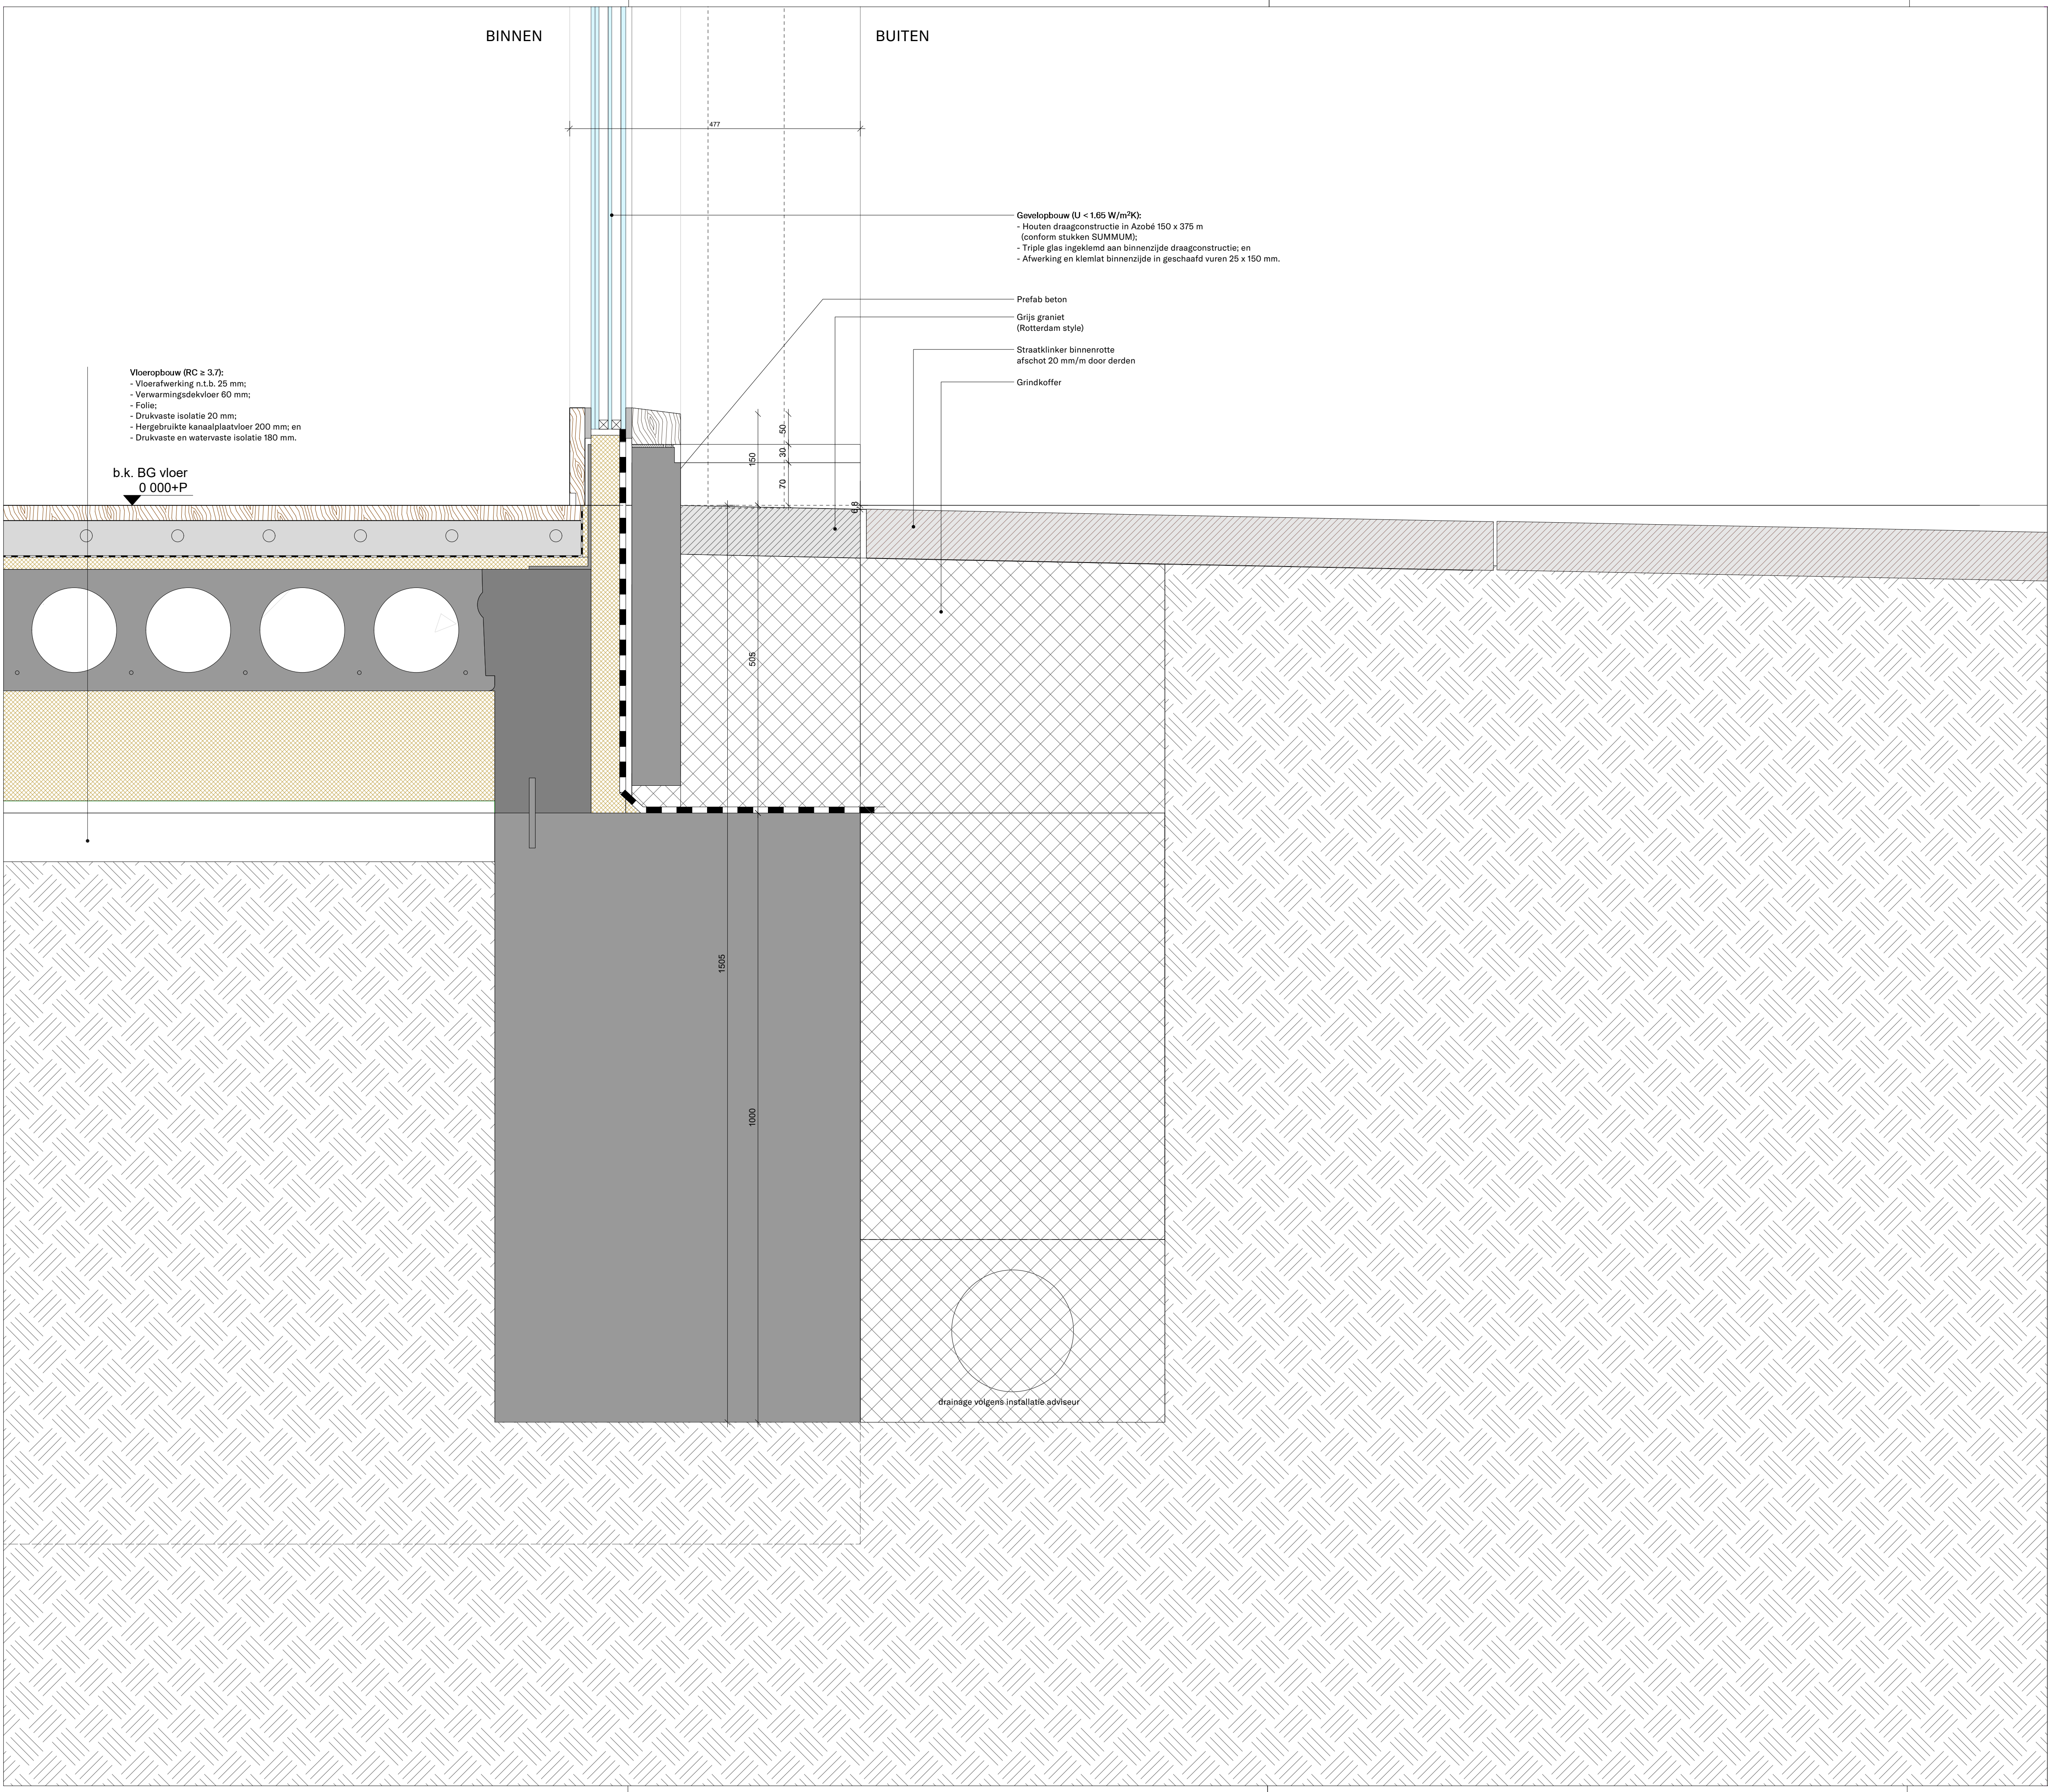 BINNEN
BUITEN
477
Gevelopbouw (U < 1.65 W/m²K):
- Houten draagconstructie in Azobé 150 x 375 m
(conform stukken SUMMUM);
- Triple glas ingeklemd aan binnenzijde draagconstructie; en
- Afwerking en klemlat binnenzijde in geschaafd vuren 25 x 150 mm.
Prefab beton
Grijs graniet
(Rotterdam style)
Straatklinker binnenrotte
afschot 20 mm/m door derden
Grindkoffer
Vloeropbouw (RC ≥ 3.7):
- Vloerafwerking n.t.b. 25 mm;
- Verwarmingsdekvloer 60 mm;
- Folie;
- Drukvaste isolatie 20 mm;
- Hergebruikte kanaalplaatvloer 200 mm; en
- Drukvaste en watervaste isolatie 180 mm.
b.k. BG vloer
0 000+P
50
30
150
70
6,8
505
1505
1000
drainage volgens installatie adviseur